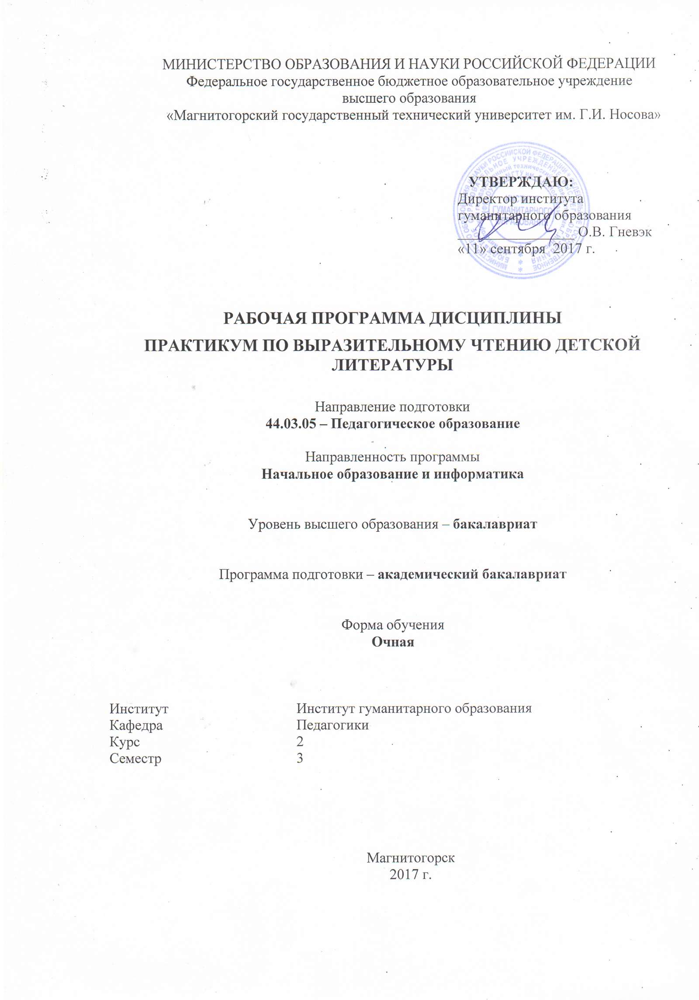 МИНИСТЕРСТВО ОБРАЗОВАНИЯ И НАУКИ РОССИЙСКОЙ ФЕДЕРАЦИИ
Федеральное государственное бюджетное образовательное учреждение
высшего образования
«Магнитогорский государственный технический университет им. Г.И. Носова»
УТВЕРЖДАЮ:
Директор института
гуманитарного образования
О.В. Гневэк
«11» сентября 2017 г.
ГУМАНИТАРНОГО
ОБРАЗОВАНИЯ
РАБОЧАЯ ПРОГРАММА ДИСЦИПЛИНЫ
ПРАКТИКУМ ПО ВЫРАЗИТЕЛЬНОМУ ЧТЕНИЮ ДЕТСКОЙ
ЛИТЕРАТУРЫ
Направление подготовки
44.03.05 – Педагогическое образование
Направленность программы
Начальное образование и информатика
Уровень высшего образования – бакалавриат
Программа подготовки – академический бакалавриат
Форма обучения
Очная
Институт Институт гуманитарного образования
Кафедра Педагогики
Курс 2
Семестр 3
Магнитогорск
2017 г.